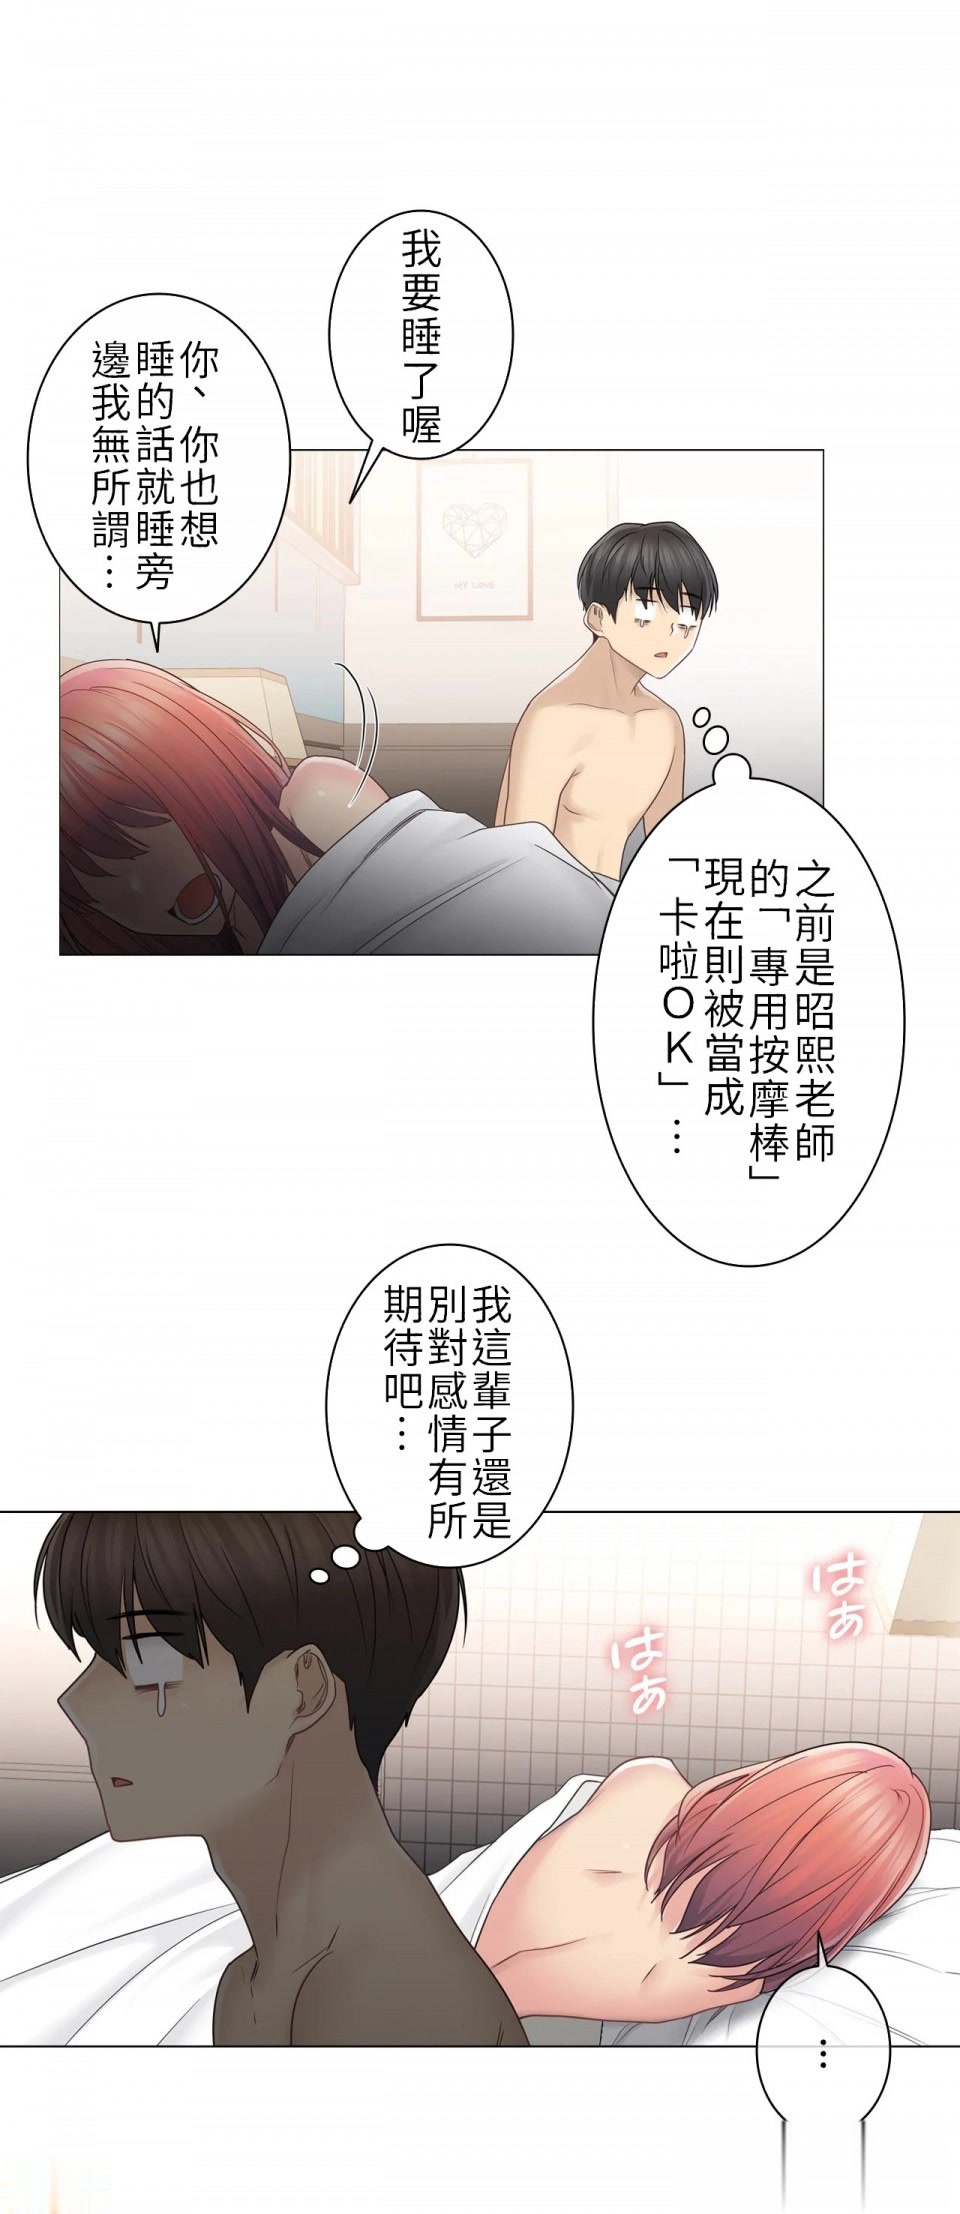 我要睡了喔
你、你也想
睡的話就睡旁
邊我無所謂…
MY LOVE
之前是昭熙老師
的「專用按摩棒」
現在則被當成
「卡啦OK」…
我這輩子還是
別對感情有所
期待吧…
はぁ
はぁ
…